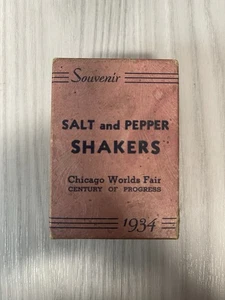 Souvenir
SALT and PEPPER
SHAKERS
Chicago Worlds Fair
CENTURY OF PROGRESS
1934